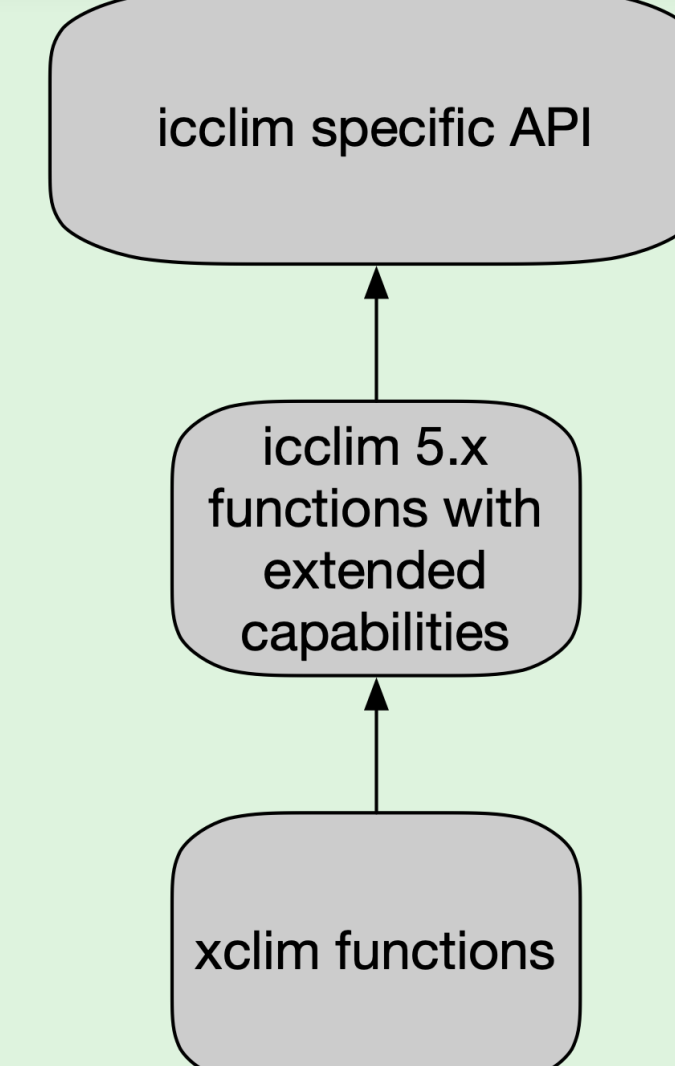 icclim specific API
icclim 5.x
functions with
extended
capabilities
xclim functions